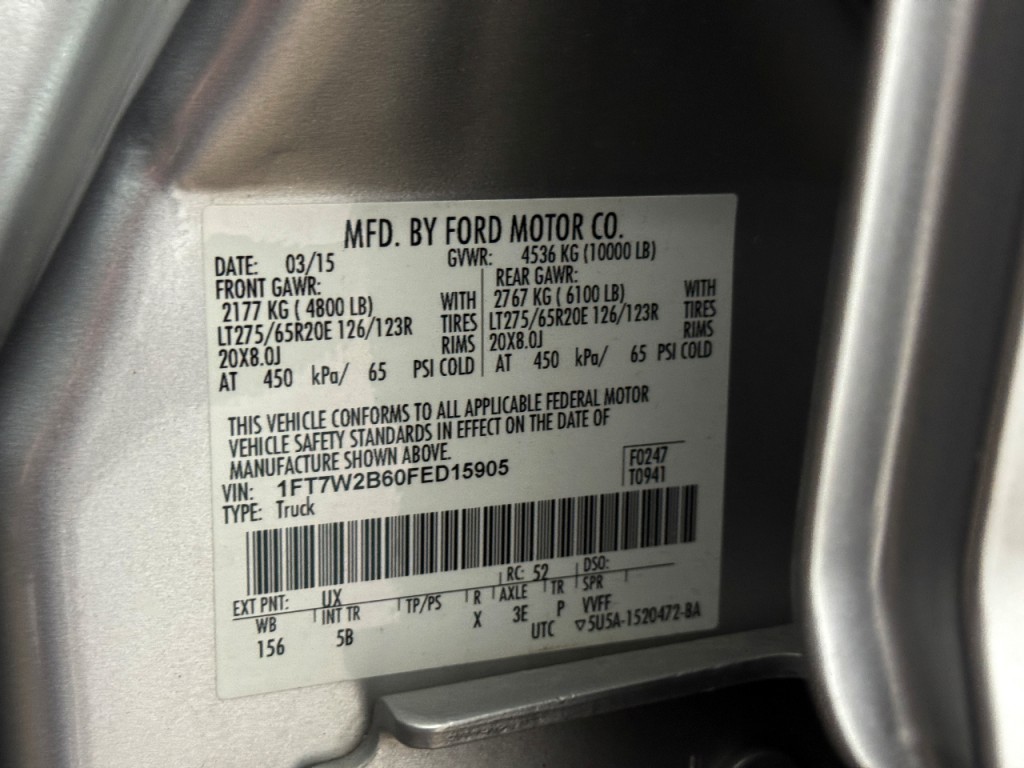 MFD. BY FORD MOTOR CO.
DATE: 03/15 GVWR: 4536 KG (10000 LB)
FRONT GAWR: REAR GAWR:
2177 KG ( 4800 LB) WITH 2767 KG ( 6100 LB) WITH
LT275/65R20E 126/123R TIRES LT275/65R20E 126/123R TIRES
20X8.0J RIMS 20X8.0J RIMS
AT 450 kPa/ 65 PSI COLD AT 450 kPa/ 65 PSI COLD
THIS VEHICLE CONFORMS TO ALL APPLICABLE FEDERAL MOTOR
VEHICLE SAFETY STANDARDS IN EFFECT ON THE DATE OF
MANUFACTURE SHOWN ABOVE.
VIN: 1FT7W2B60FED15905 F0247
TYPE: Truck T0941
EXT PNT: UX RC: 52 DSO:
WB INT TR TP/PS R AXLE TR SPR
156 5B X 3E P VVFF
UTC ▽5U5A-1520472-BA